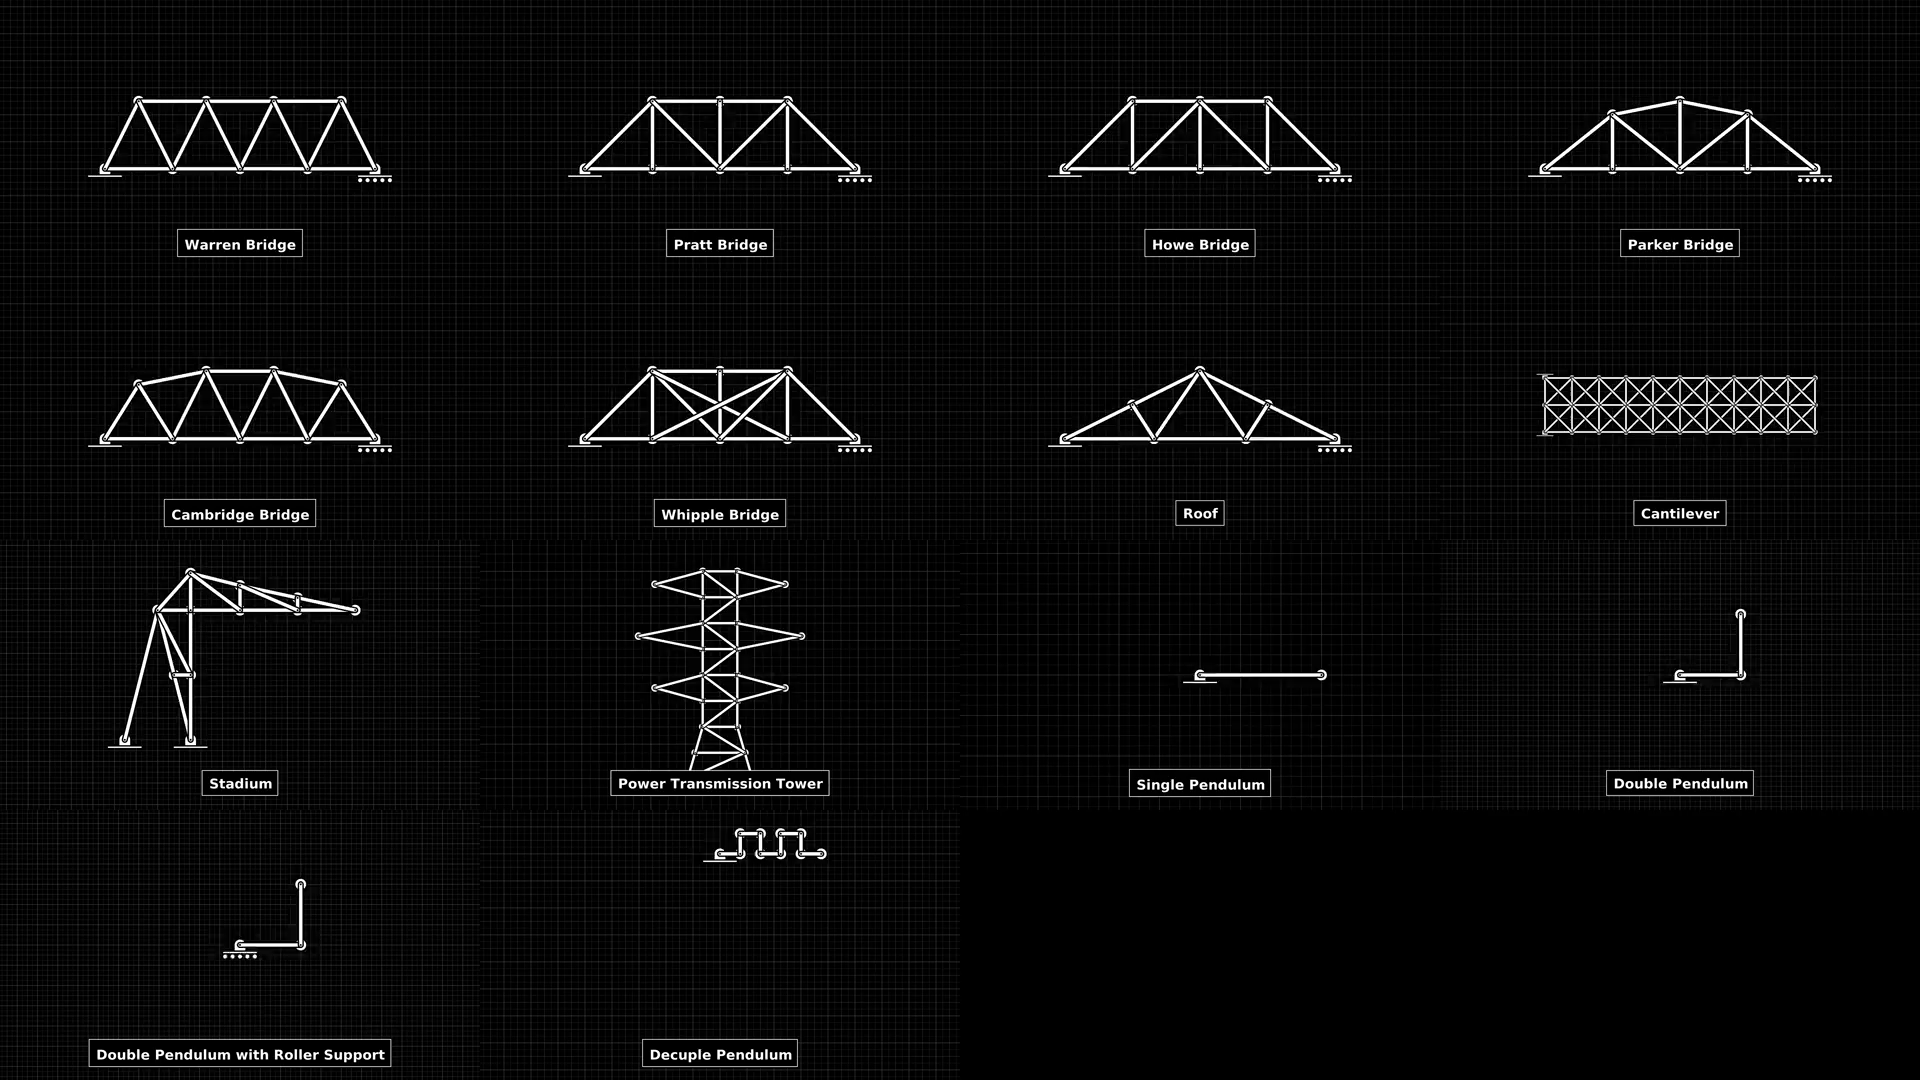 Warren Bridge
Pratt Bridge
Howe Bridge
Parker Bridge
Cambridge Bridge
Whipple Bridge
Roof
Cantilever
Stadium
Power Transmission Tower
Single Pendulum
Double Pendulum
Double Pendulum with Roller Support
Decuple Pendulum